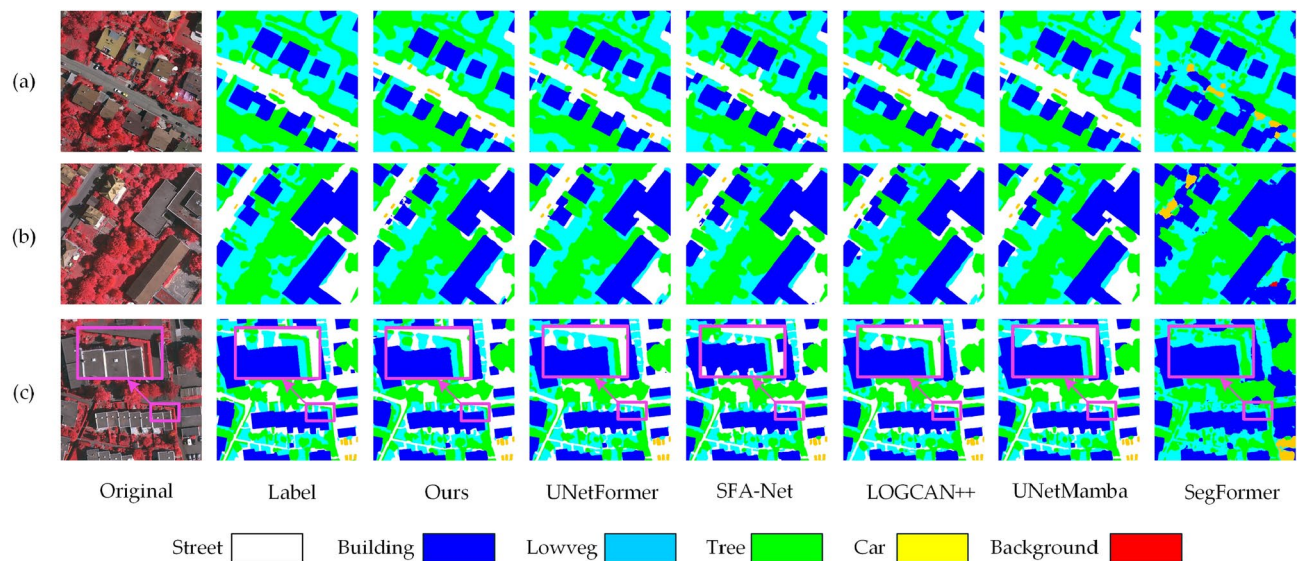 (a)
(b)
(c)
Original Label Ours UNetFormer SFA-Net LOGCAN++ UNetMamba SegFormer
Street Building Lowveg Tree Car Background